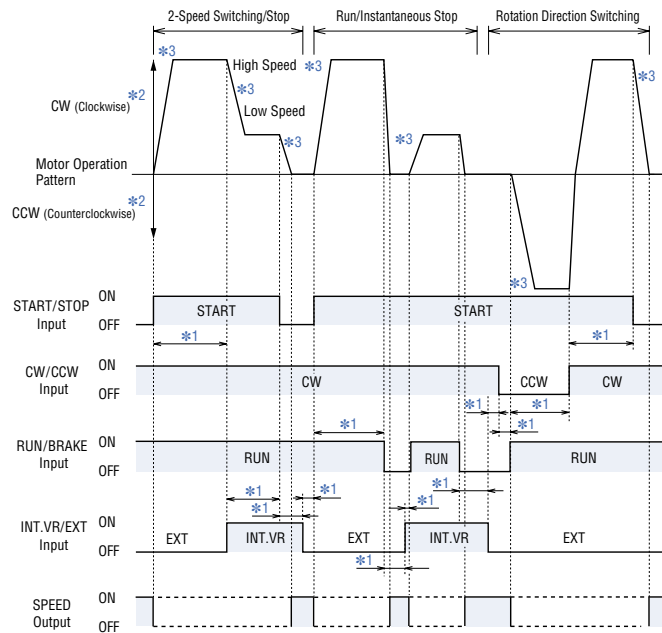 2-Speed Switching/Stop Run/Instantaneous Stop Rotation Direction Switching
*3 High Speed *3
*2 *3
CW (Clockwise)
Low Speed
*3 *3
Motor Operation
Pattern
*2
CCW (Counterclockwise)
*3
START/STOP
Input
ON
OFF
START START
*1 *1
CW/CCW
Input
ON
OFF
CW CCW CW
*1 *1
*1 *1
RUN/BRAKE
Input
ON
OFF
RUN RUN RUN
*1 *1 *1 *1
*1
INT.VR/EXT
Input
ON
OFF
EXT INT.VR EXT INT.VR EXT
*1
SPEED
Output
ON
OFF